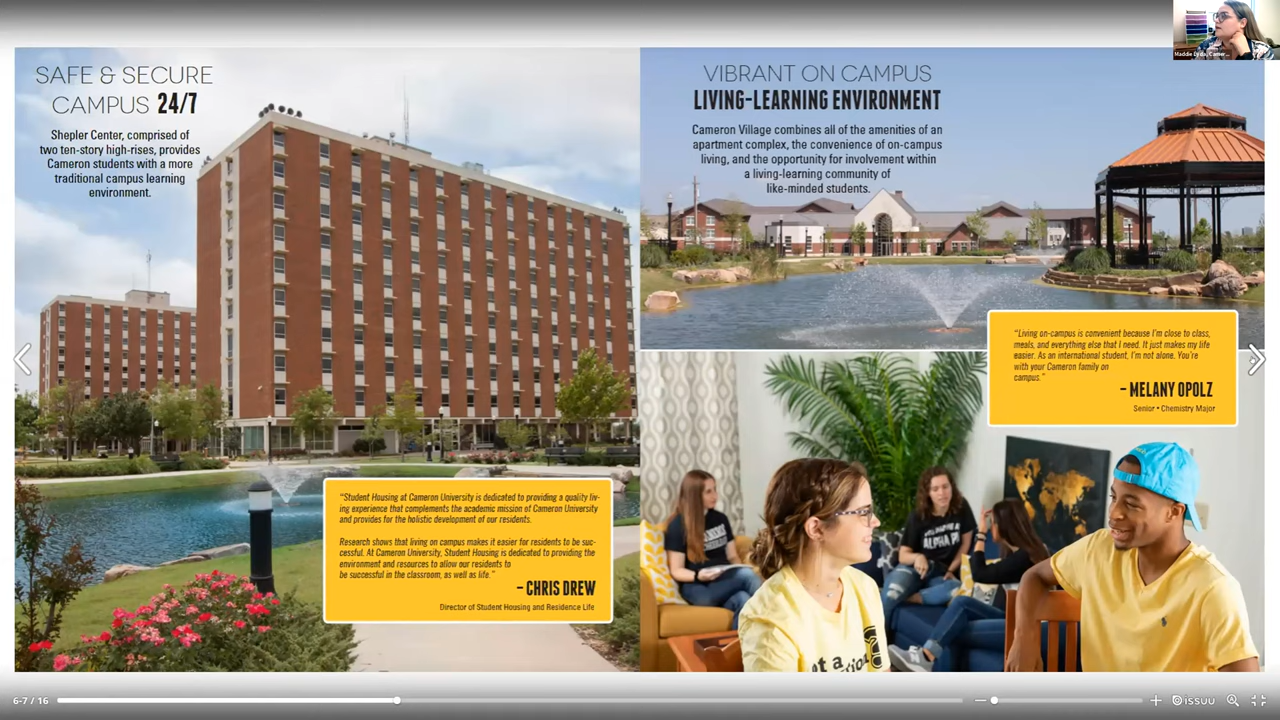 SAFE & SECURE
CAMPUS 24/7
Shepler Center, comprised of
two ten-story high-rises, provides
Cameron students with a more
traditional campus learning
environment.
"Student Housing at Cameron University is dedicated to providing a quality liv-
ing experience that complements the academic mission of Cameron University
and provides for the holistic development of our residents.
Research shows that living on campus makes it easier for residents to be suc-
cessful. At Cameron University, Student Housing is dedicated to providing the
environment and resources to allow our residents to
be successful in the classroom, as well as life."
- CHRIS DREW
Director of Student Housing and Residence Life
VIBRANT ON CAMPUS
LIVING-LEARNING ENVIRONMENT
Cameron Village combines all of the amenities of an
apartment complex, the convenience of on-campus
living, and the opportunity for involvement within
a living-learning community of
like-minded students.
"Living on-campus is convenient because I'm close to class,
meals, and everything else that I need. It just makes my life
easier. As an international student, I'm not alone. You're
with your Cameron family on
campus."
- MELANY OPOLZ
Senior • Chemistry Major
ALPHA
Maddie
6-7 / 16
issuu